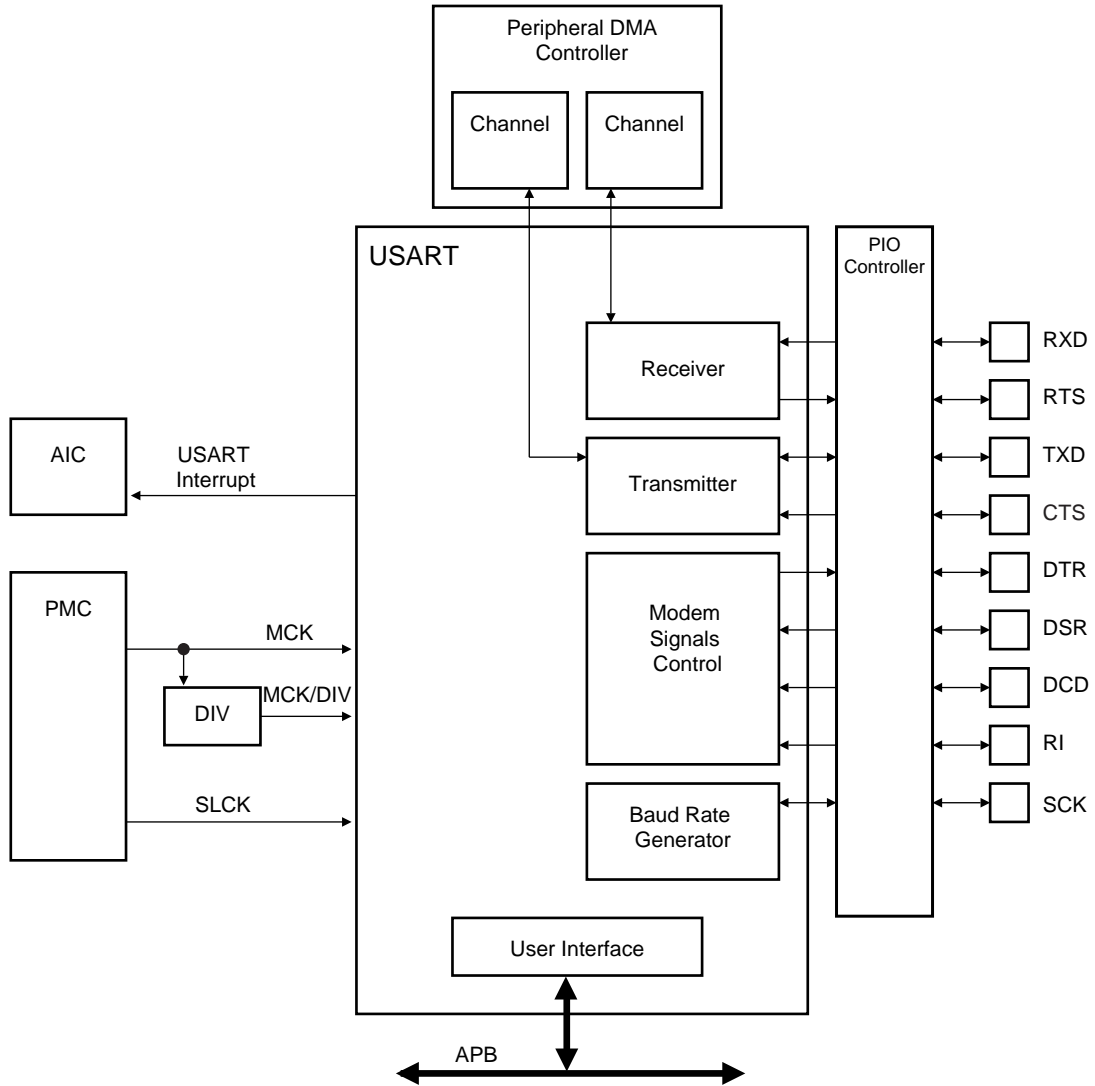 Peripheral DMA
Controller
Channel
Channel
USART
PIO
Controller
Receiver
RXD
RTS
AIC
USART
Interrupt
Transmitter
TXD
CTS
PMC
MCK
DIV
MCK/DIV
SLCK
Modem
Signals
Control
DTR
DSR
DCD
RI
Baud Rate
Generator
SCK
User Interface
APB